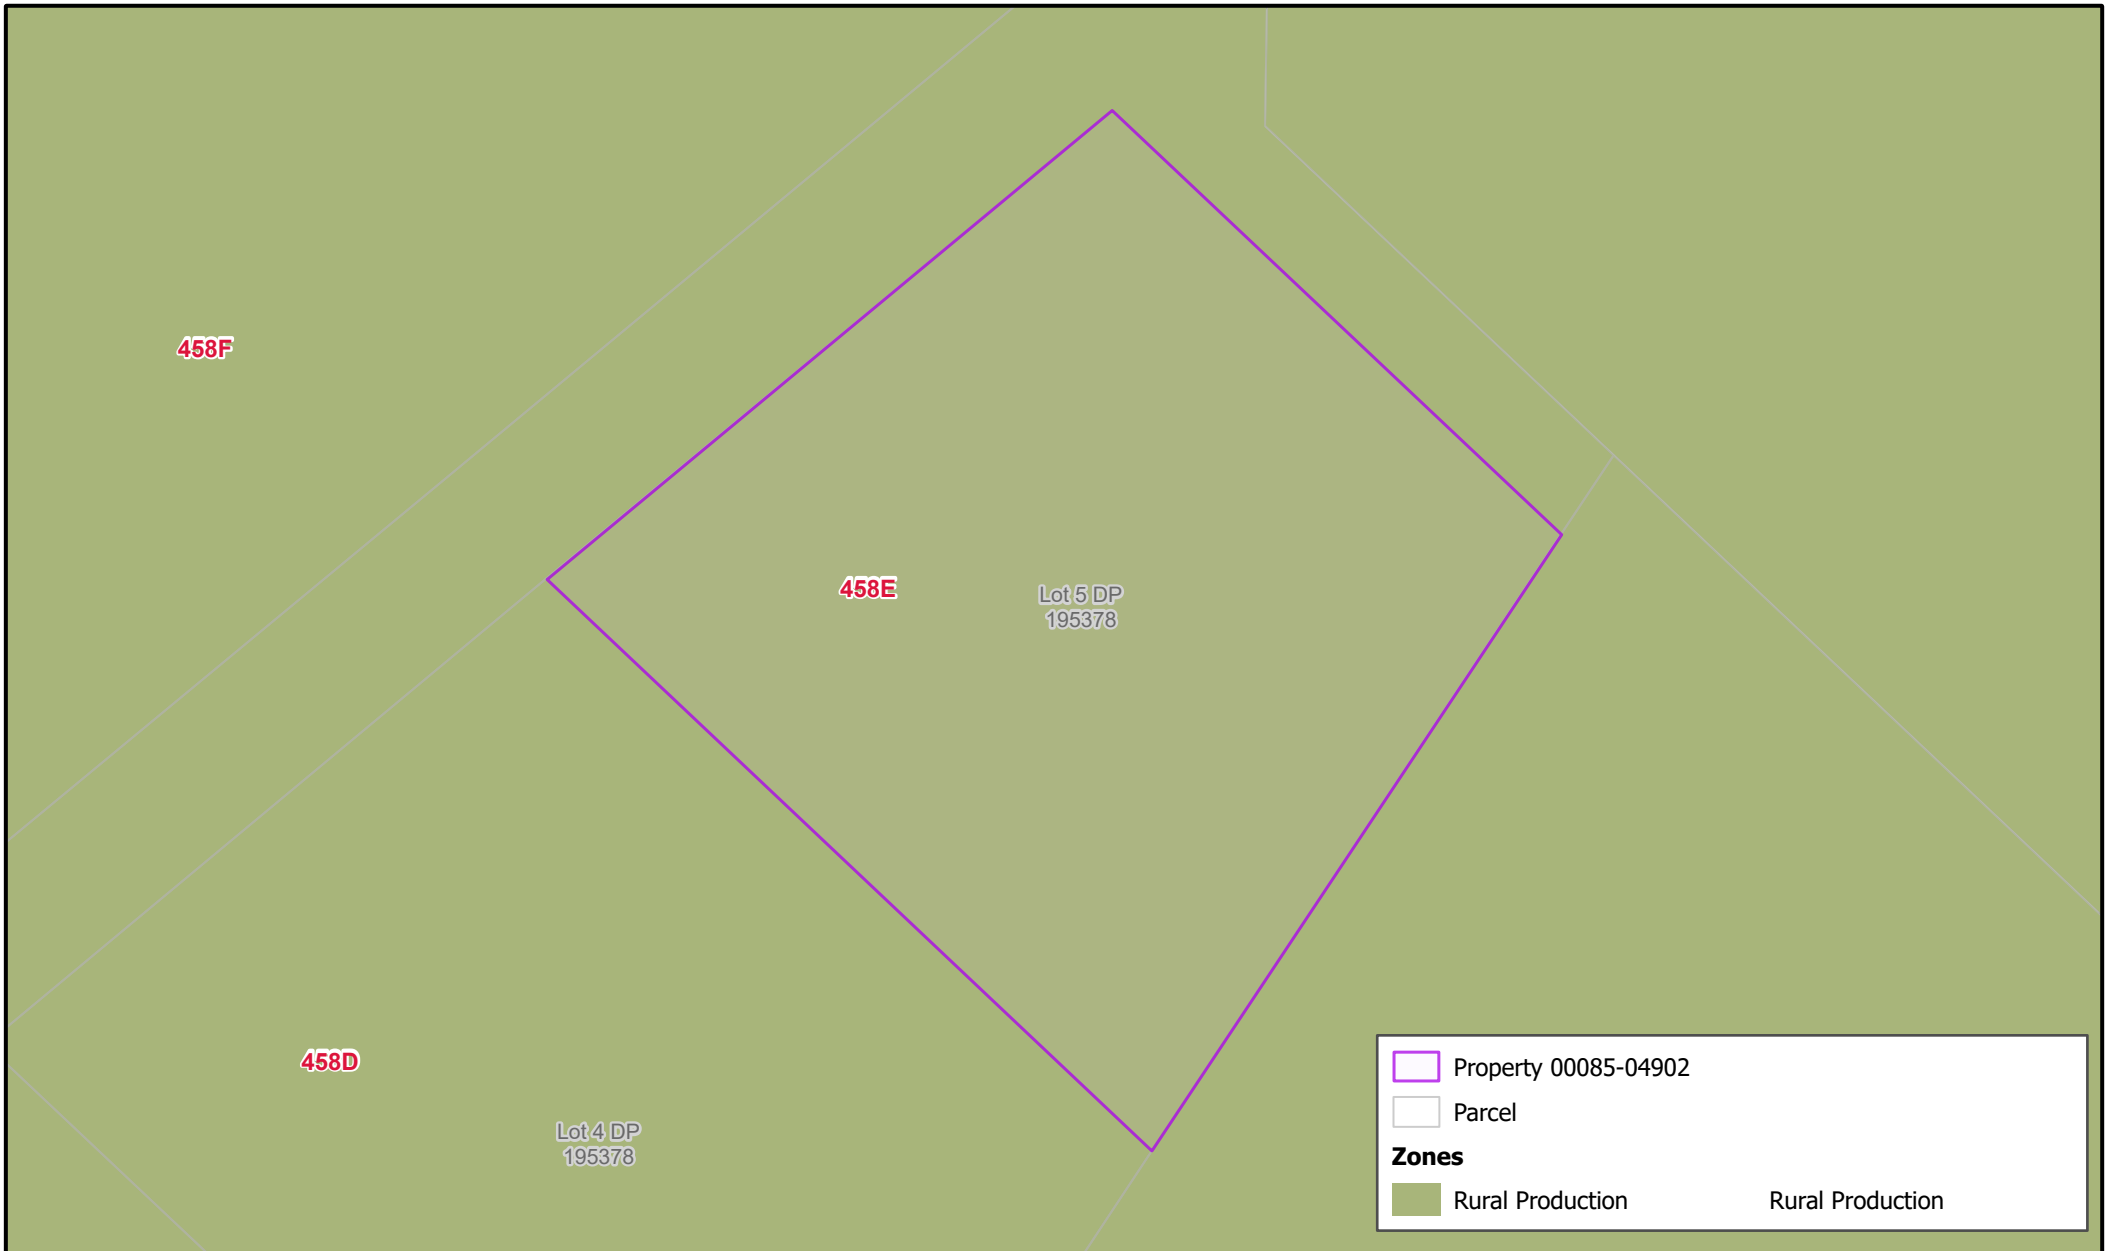 458F
458E
Lot 5 DP
195378
458D
Lot 4 DP
195378
Property 00085-04902
Parcel
Zones
Rural Production Rural Production